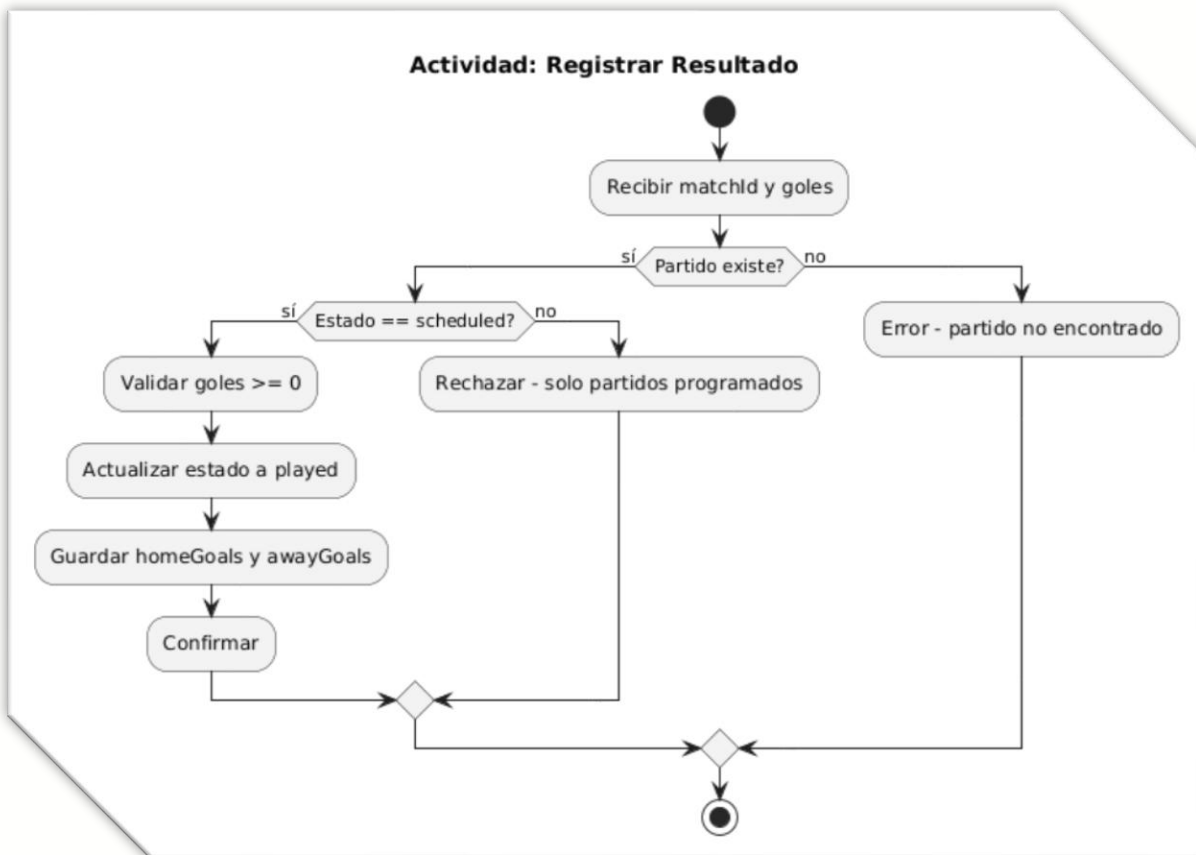 Actividad: Registrar Resultado
Recibir matchId y goles
sí
Partido existe?
no
sí
Estado == scheduled?
no
Error - partido no encontrado
Validar goles >= 0
Rechazar - solo partidos programados
Actualizar estado a played
Guardar homeGoals y awayGoals
Confirmar